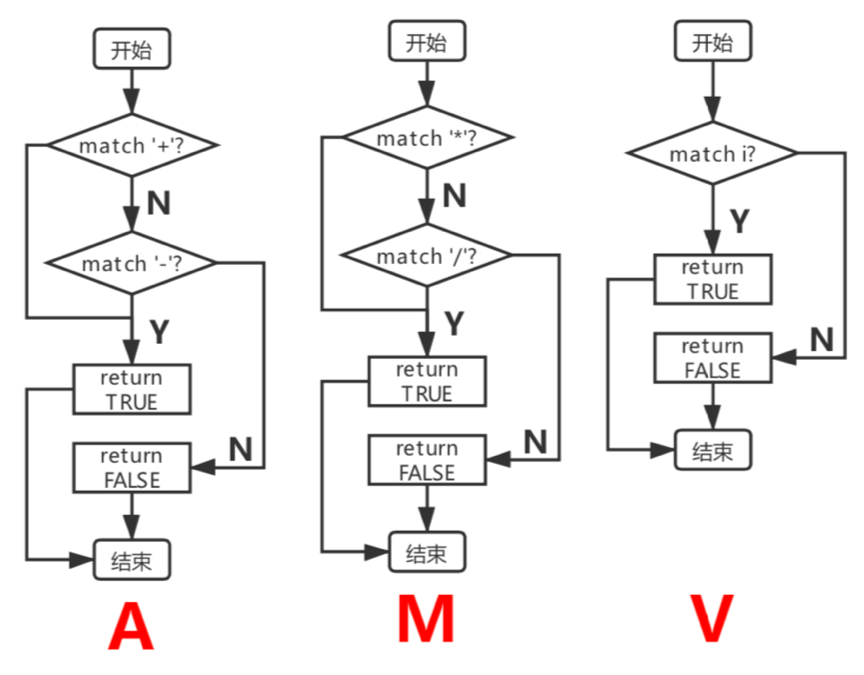 开始
match '+'?
N
match '-'?
Y
return
TRUE
N
return
FALSE
结束
A
开始
match '*'?
N
match '/'?
Y
return
TRUE
N
return
FALSE
结束
M
开始
match i?
Y
return
TRUE
N
return
FALSE
结束
V